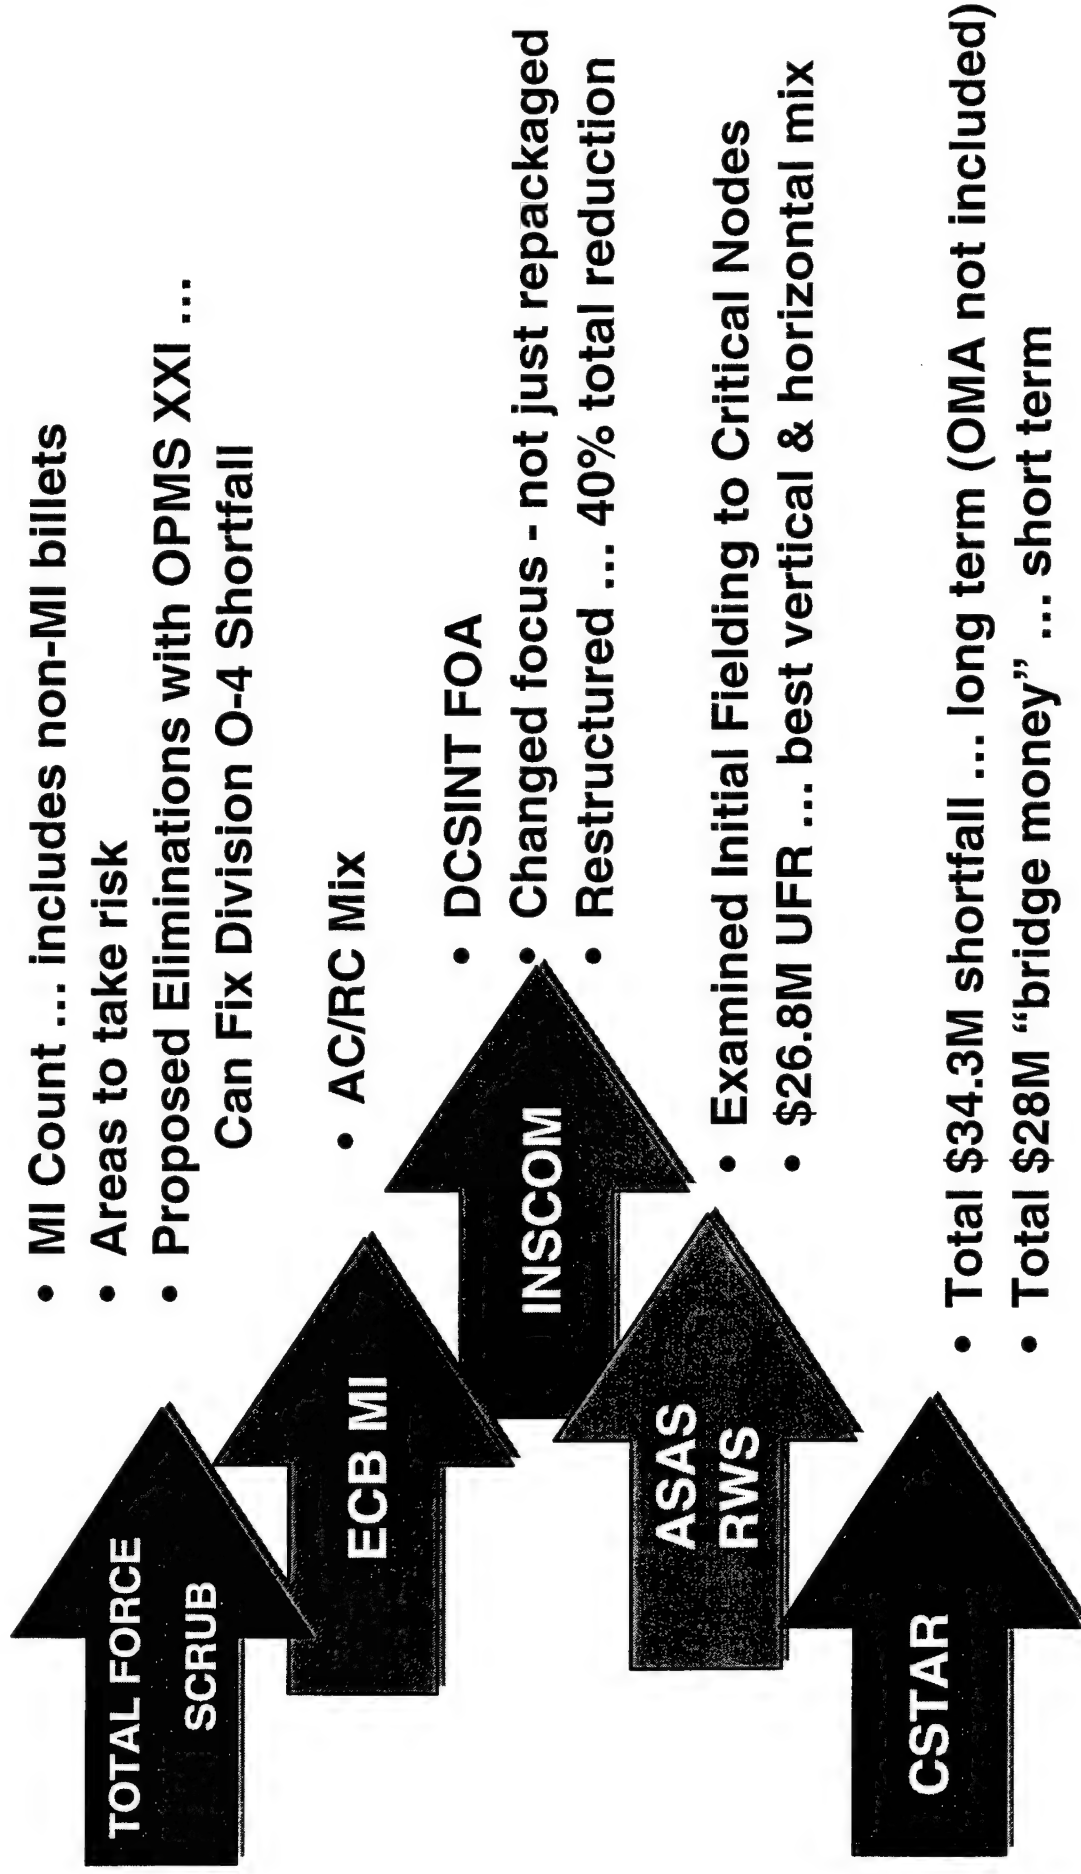 TOTAL FORCE
SCRUB
• MI Count ... includes non-MI billets
• Areas to take risk
• Proposed Eliminations with OPMS XXI ...
Can Fix Division O-4 Shortfall
ECB MI
• AC/RC Mix
INSCOM
• DCSINT FOA
• Changed focus - not just repackaged
• Restructured ... 40% total reduction
ASAS
RWS
• Examined Initial Fielding to Critical Nodes
• $26.8M UFR ... best vertical & horizontal mix
CSTAR
• Total $34.3M shortfall ... long term (OMA not included)
• Total $28M “bridge money” ... short term